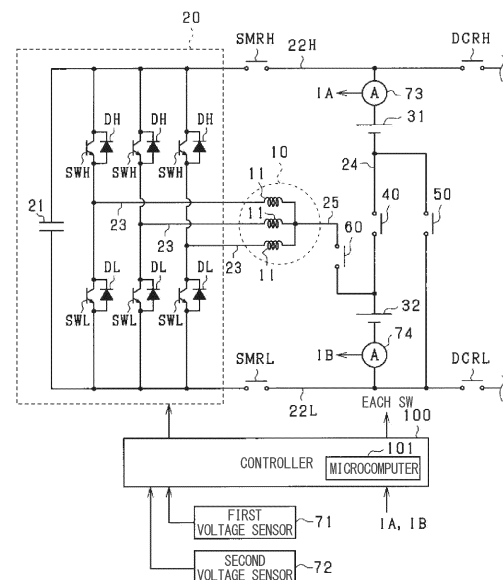 20
SMRH
22H
DCRH
IA
A
73
31
DH
DH
DH
SWH
SWH
SWH
10
24
11
21
11
25
40
50
23
60
23
23
11
DL
DL
DL
32
SWL
SWL
SWL
74
IB
A
SMRL
DCRL
22L
EACH SW
100
101
CONTROLLER
MICROCOMPUTER
FIRST
VOLTAGE SENSOR
71
IA, IB
SECOND
VOLTAGE SENSOR
72